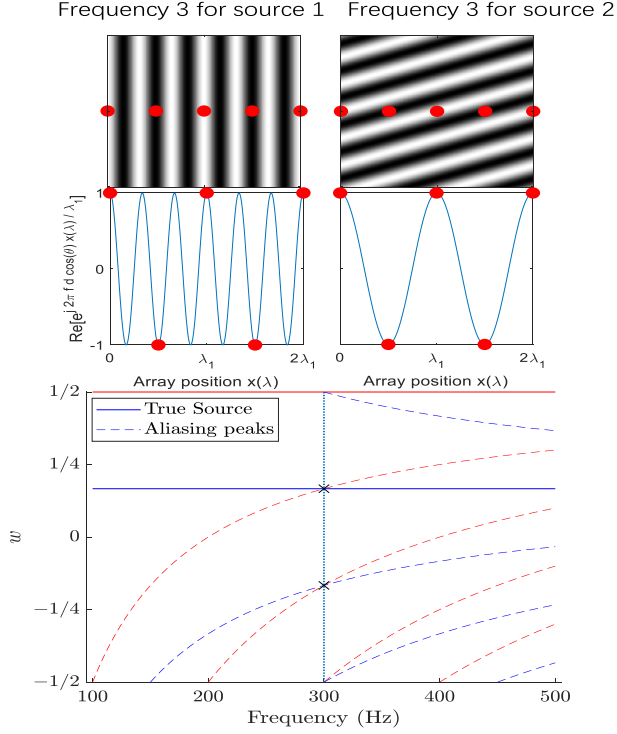 Frequency 3 for source 1
Frequency 3 for source 2
Re[e^{j 2π f d cos(θ) x(λ) / λ_1}]
1
0
-1
0
λ_1
2λ_1
0
λ_1
2λ_1
Array position x(λ)
Array position x(λ)
w
1/2
1/4
0
−1/4
−1/2
True Source
Aliasing peaks
100
200
300
400
500
Frequency (Hz)